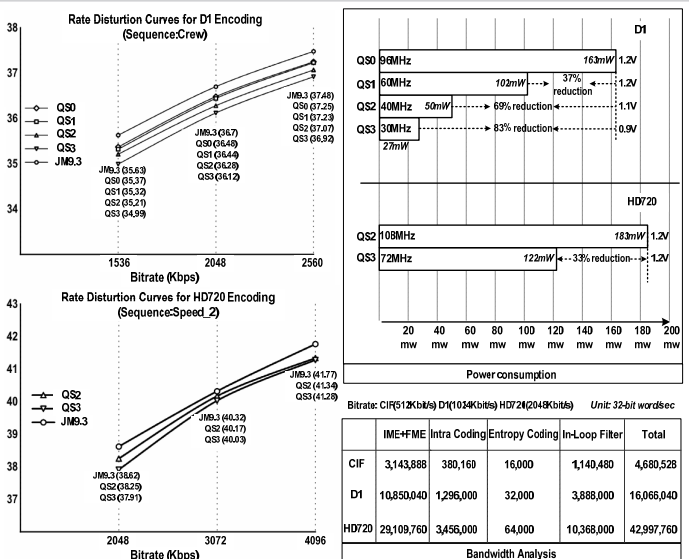 Rate Disturtion Curves for D1 Encoding
(Sequence:Crew)
38
37
36
35
34
QS0
QS1
QS2
QS3
JM9.3
JM9.3 (35.63)
QS0 (35,37)
QS1 (35,32)
QS2 (35,21)
QS3 (34,99)
JM9.3 (36.7)
QS0 (36.48)
QS1 (36.44)
QS2 (36.28)
QS3 (36.12)
JM9.3 (37.48)
QS0 (37.25)
QS1 (37.23)
QS2 (37.07)
QS3 (36,92)
1536 2048 2560
Bitrate (Kbps)
Rate Disturtion Curves for HD720 Encoding
(Sequence:Speed_2)
43
42
41
40
39
38
37
QS2
QS3
JM9.3
JM9.3 (38.62)
QS2 (38.25)
QS3 (37.91)
JM9.3 (40.32)
QS2 (40.17)
QS3 (40.03)
JM9.3 (41.77)
QS2 (41.34)
QS3 (41.28)
2048 3072 4096
Bitrate (Kbps)
D1
QS0 96MHz 163mW 1.2V
QS1 60MHz 102mW 37% 1.2V
reduction
QS2 40MHz 50mW 69% reduction 1.1V
QS3 30MHz 83% reduction 0.9V
27mW
HD720
QS2 108MHz 183mW 1.2V
QS3 72MHz 122mW 33% reduction 1.2V
20 40 60 80 100 120 140 160 180 200
mw mw mw mw mw mw mw mw mw mw
Power consumption
Bitrate: CIF(512Kbit/s) D1(1024Kbit/s) HD720(2048Kbit/s) Unit: 32-bit word/sec
IME+FME Intra Coding Entropy Coding In-Loop Filter Total
CIF 3,143,888 380,160 16,000 1,140,480 4,680,528
D1 10,850,040 1,296,000 32,000 3,888,000 16,066,040
HD720 29,109,760 3,456,000 64,000 10,368,000 42,997,760
Bandwidth Analysis